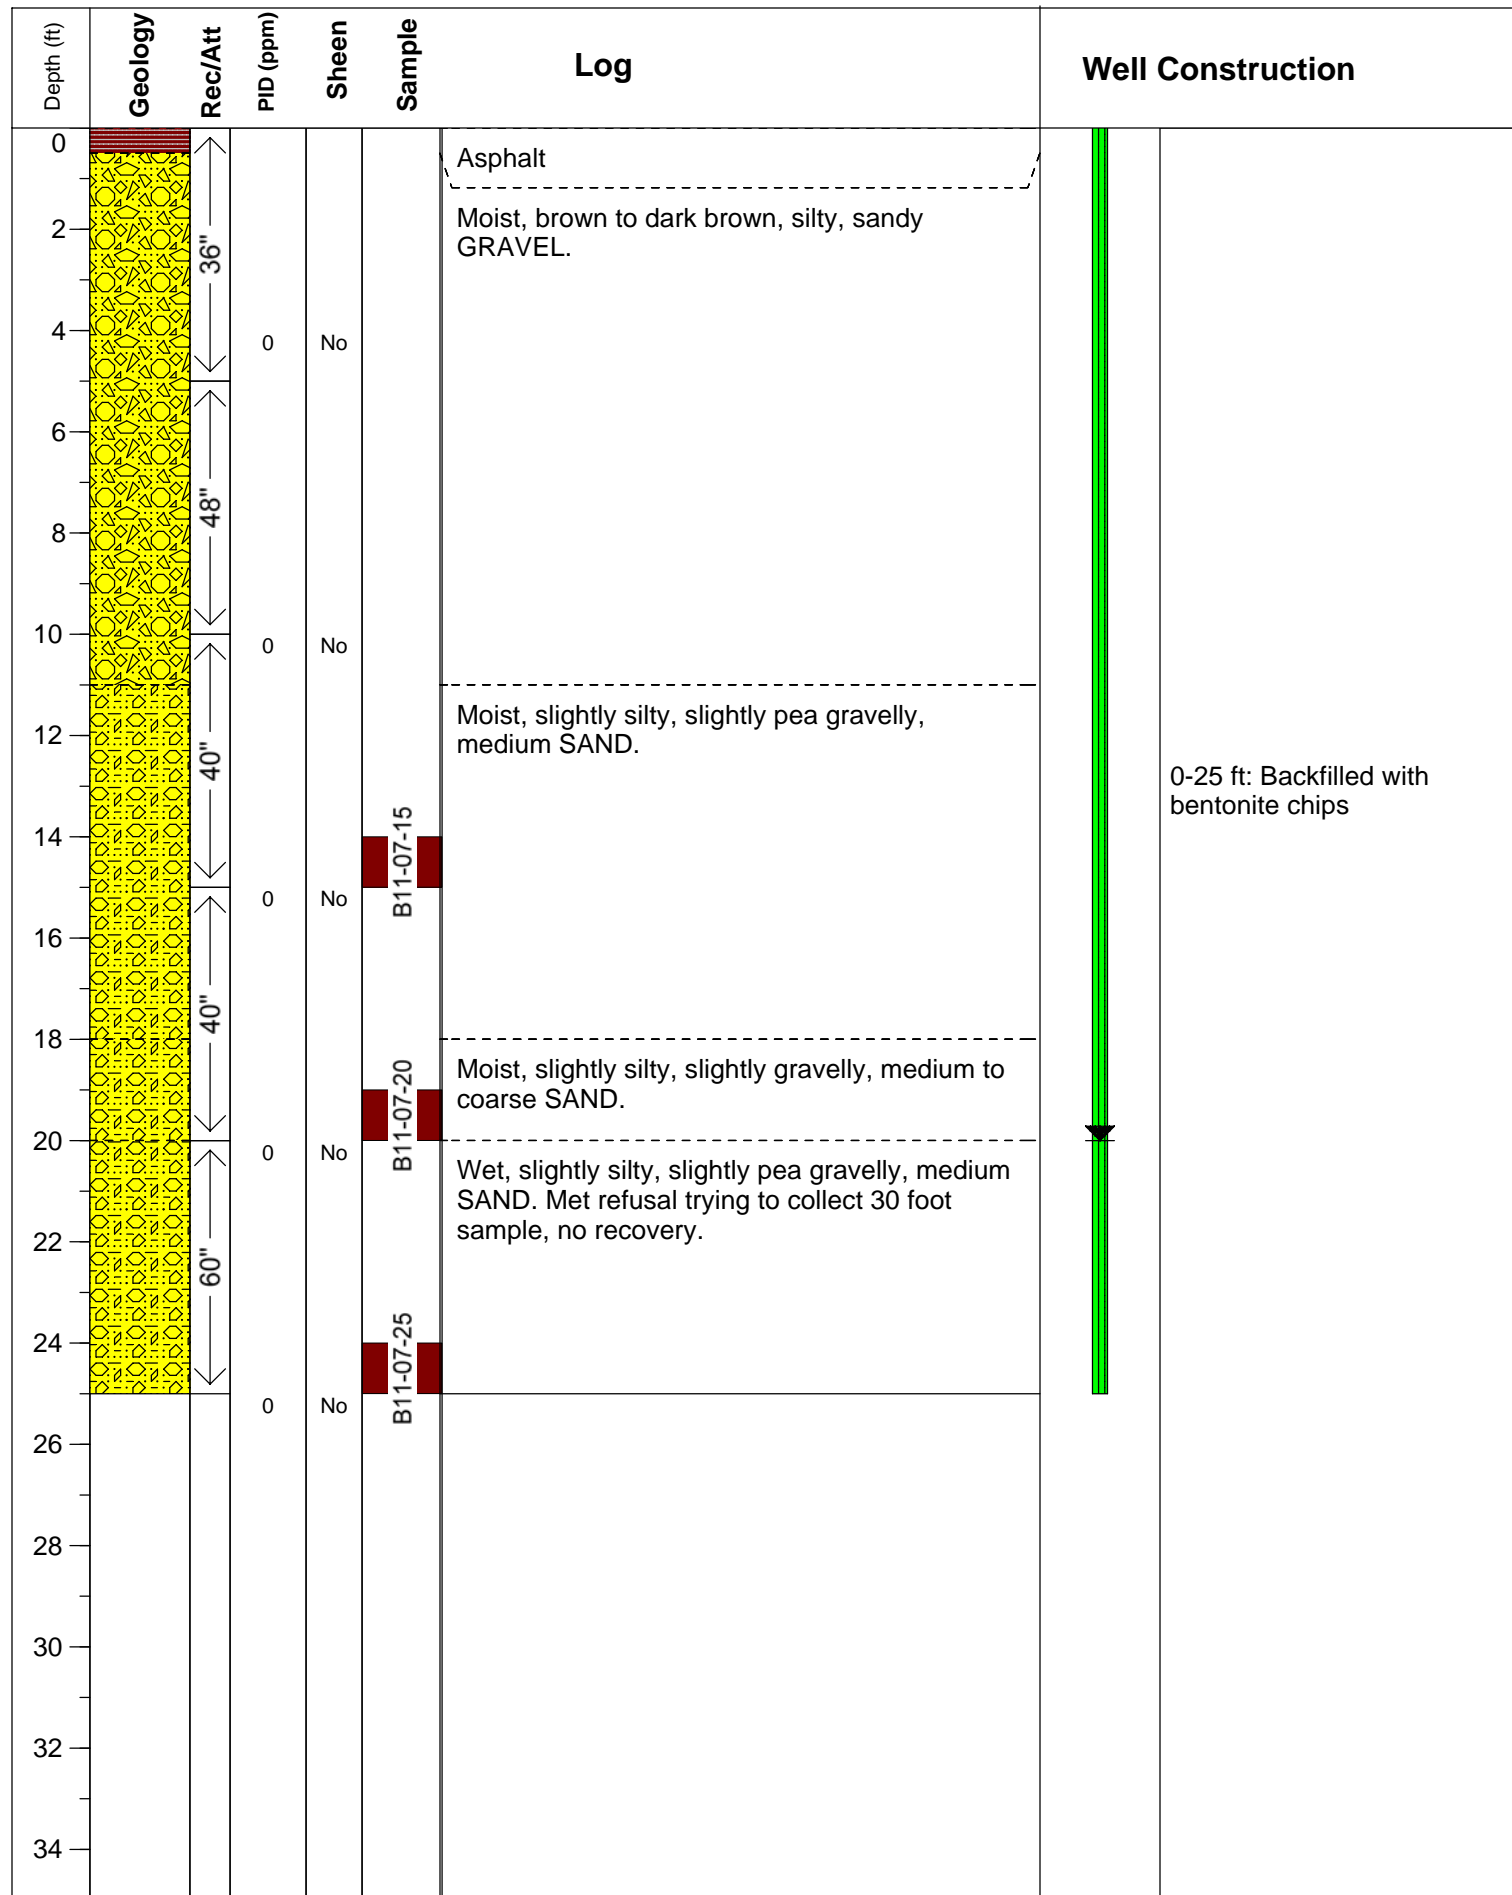 Depth (ft)
Geology
Rec/Att
PID (ppm)
Sheen
Sample
Log
Well Construction
0
Asphalt
Moist, brown to dark brown, silty, sandy
GRAVEL.
2
36"
4
0
No
6
48"
8
10
0
No
Moist, slightly silty, slightly pea gravelly,
medium SAND.
12
40"
0-25 ft: Backfilled with
bentonite chips
14
B11-07-15
0
No
16
40"
18
Moist, slightly silty, slightly gravelly, medium to
coarse SAND.
B11-07-20
20
0
No
Wet, slightly silty, slightly pea gravelly, medium
SAND. Met refusal trying to collect 30 foot
sample, no recovery.
22
60"
24
B11-07-25
0
No
26
28
30
32
34